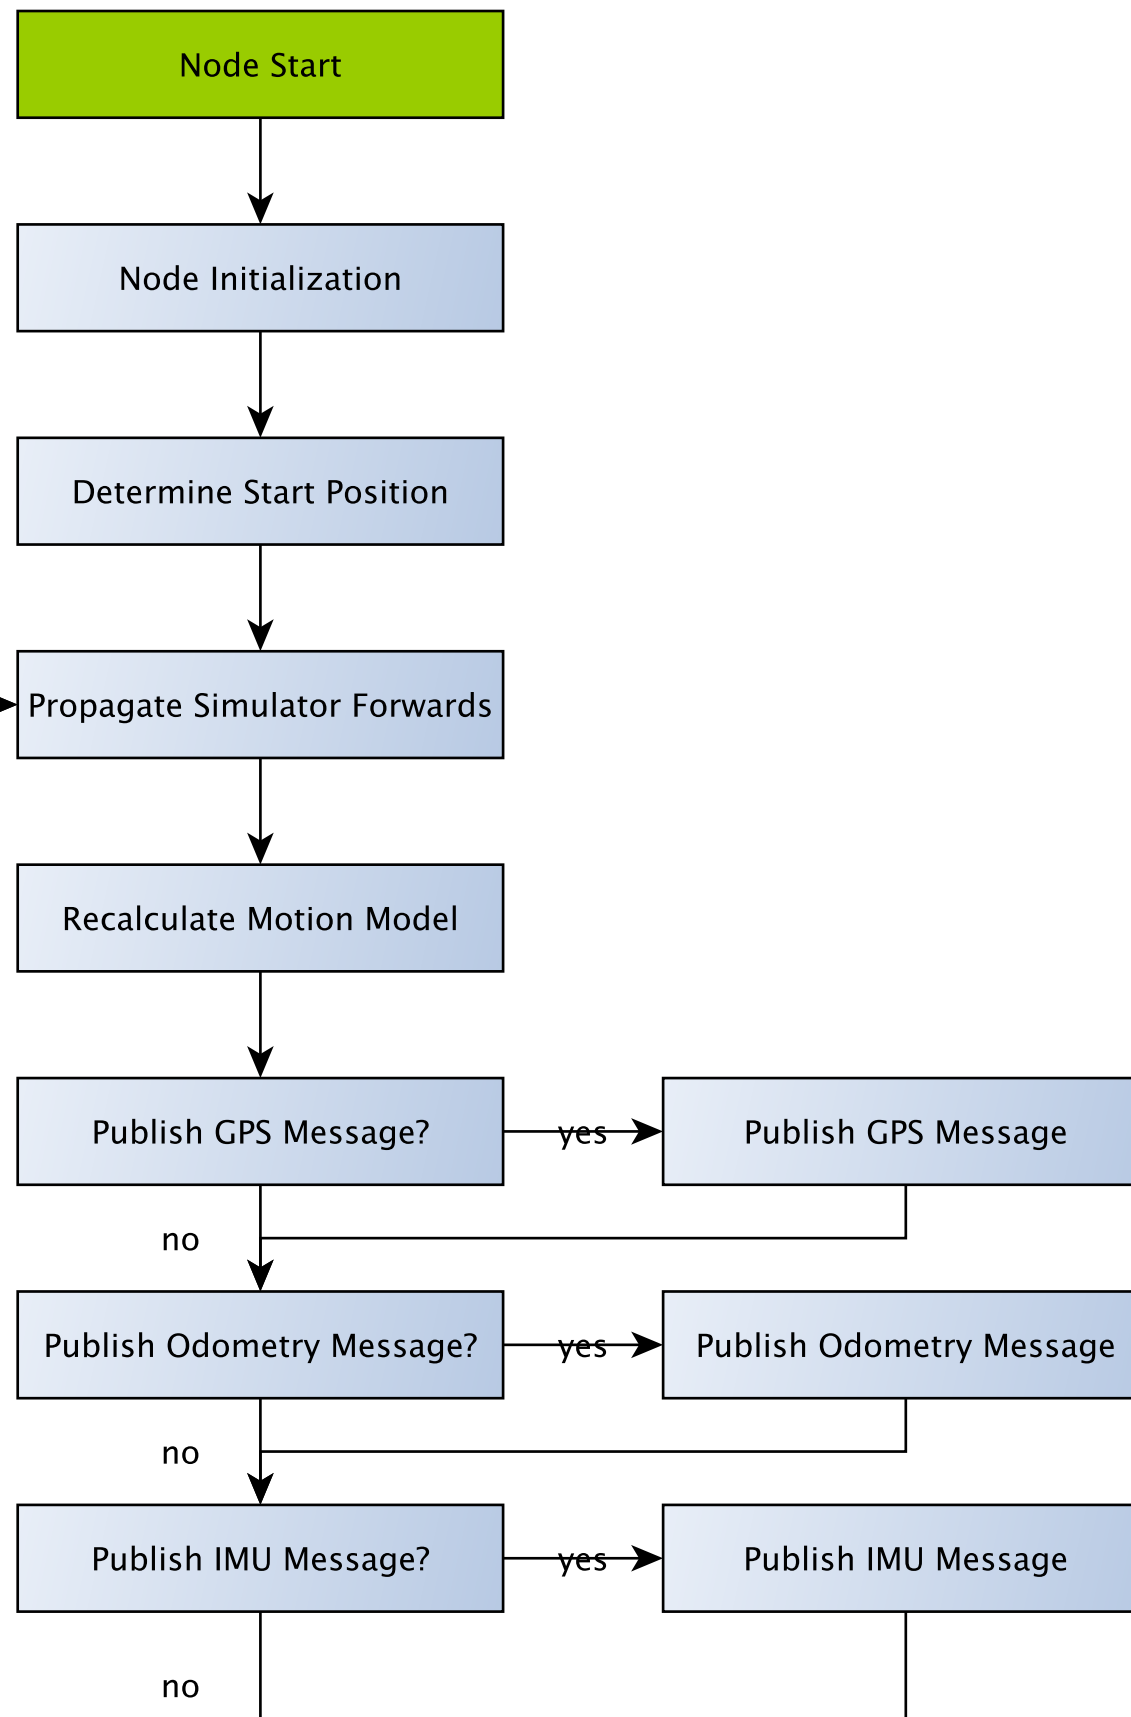 Node Start
Node Initialization
Determine Start Position
Propagate Simulator Forwards
Recalculate Motion Model
Publish GPS Message?
yes
Publish GPS Message
no
Publish Odometry Message?
yes
Publish Odometry Message
no
Publish IMU Message?
yes
Publish IMU Message
no